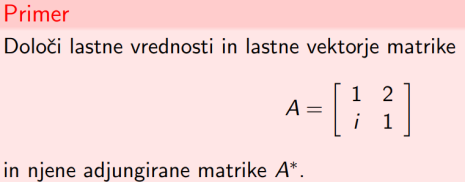 Primer
Določi lastne vrednosti in lastne vektorje matrike
A = [ 1 2
i 1 ]
in njene adjungirane matrike A*.